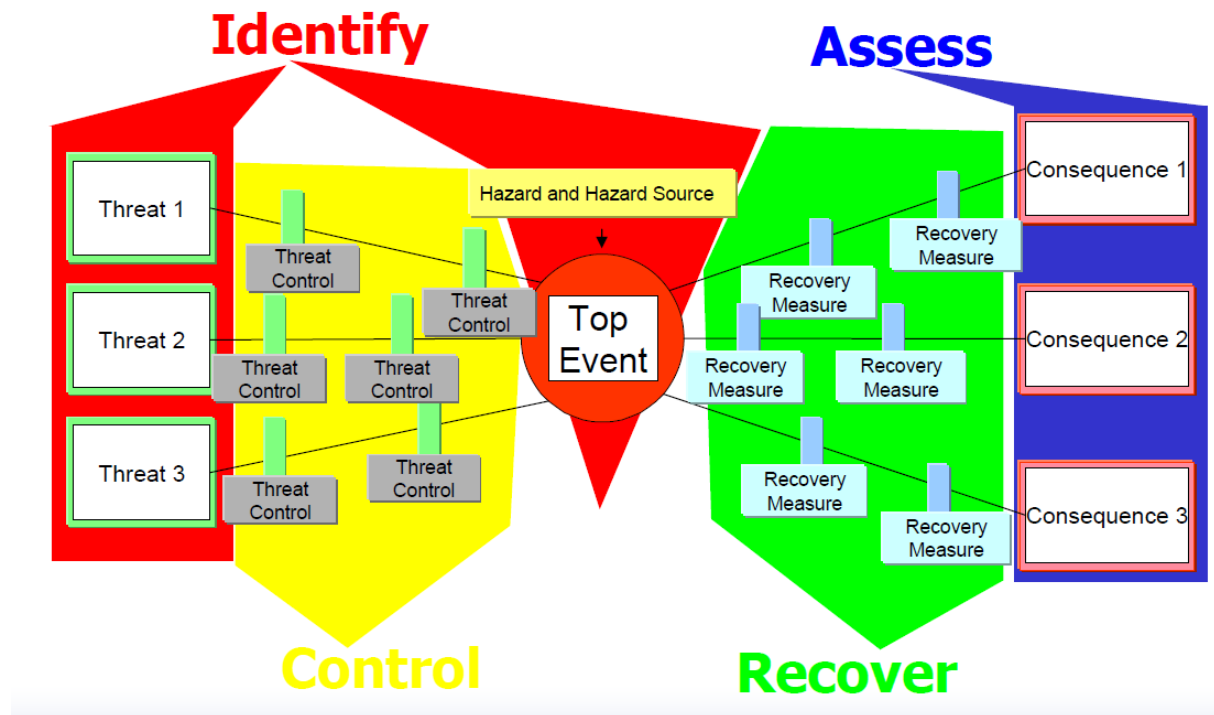 Identify
Assess
Threat 1
Hazard and Hazard Source
Consequence 1
Threat
Control
Threat
Control
Recovery
Measure
Recovery
Measure
Threat 2
Threat
Control
Threat
Control
Top
Event
Recovery
Measure
Recovery
Measure
Consequence 2
Threat 3
Threat
Control
Threat
Control
Recovery
Measure
Recovery
Measure
Consequence 3
Control
Recover